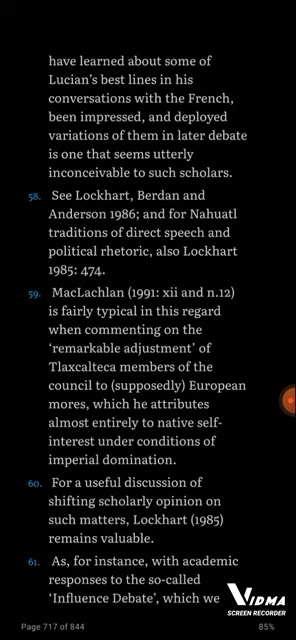 have learned about some of
Lucian's best lines in his
conversations with the French,
been impressed, and deployed
variations of them in later debate
is one that seems utterly
inconceivable to such scholars.
58. See Lockhart, Berdan and
Anderson 1986; and for Nahuatl
traditions of direct speech and
political rhetoric, also Lockhart
1985: 474.
59. MacLachlan (1991: xii and n.12)
is fairly typical in this regard
when commenting on the
‘remarkable adjustment’ of
Tlaxcalteca members of the
council to (supposedly) European
mores, which he attributes
almost entirely to native self-
interest under conditions of
imperial domination.
60. For a useful discussion of
shifting scholarly opinion on
such matters, Lockhart (1985)
remains valuable.
61. As, for instance, with academic
responses to the so-called
‘Influence Debate’, which we
VIDMA
SCREEN RECORDER
Page 717 of 844
85%